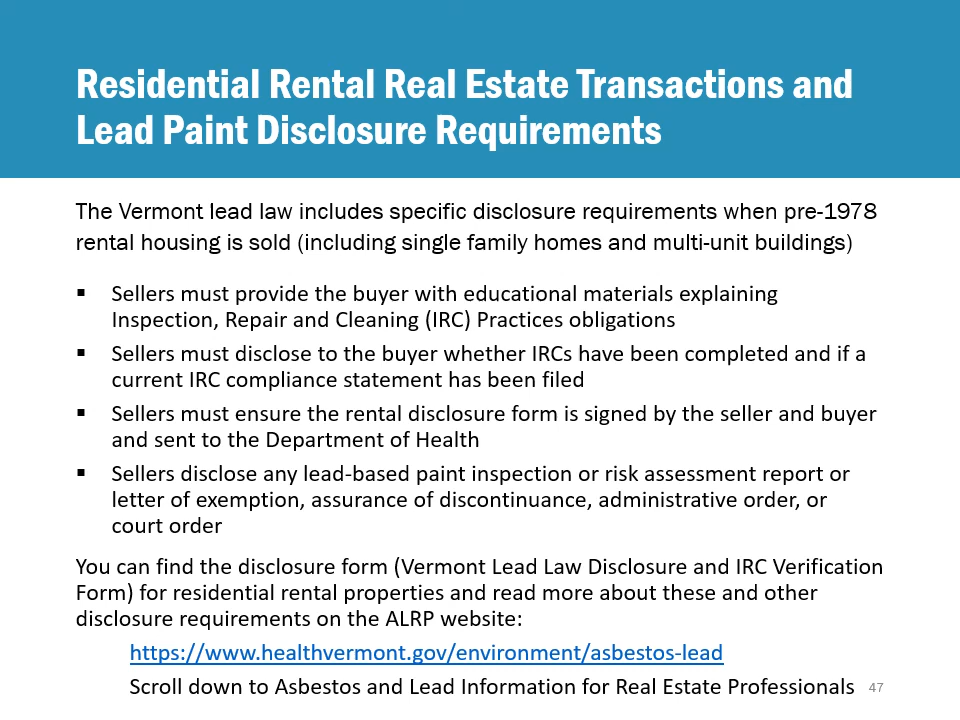 Residential Rental Real Estate Transactions and
Lead Paint Disclosure Requirements
The Vermont lead law includes specific disclosure requirements when pre-1978
rental housing is sold (including single family homes and multi-unit buildings)
▪ Sellers must provide the buyer with educational materials explaining
Inspection, Repair and Cleaning (IRC) Practices obligations
▪ Sellers must disclose to the buyer whether IRCs have been completed and if a
current IRC compliance statement has been filed
▪ Sellers must ensure the rental disclosure form is signed by the seller and buyer
and sent to the Department of Health
▪ Sellers disclose any lead-based paint inspection or risk assessment report or
letter of exemption, assurance of discontinuance, administrative order, or
court order
You can find the disclosure form (Vermont Lead Law Disclosure and IRC Verification
Form) for residential rental properties and read more about these and other
disclosure requirements on the ALRP website:
https://www.healthvermont.gov/environment/asbestos-lead
Scroll down to Asbestos and Lead Information for Real Estate Professionals
47